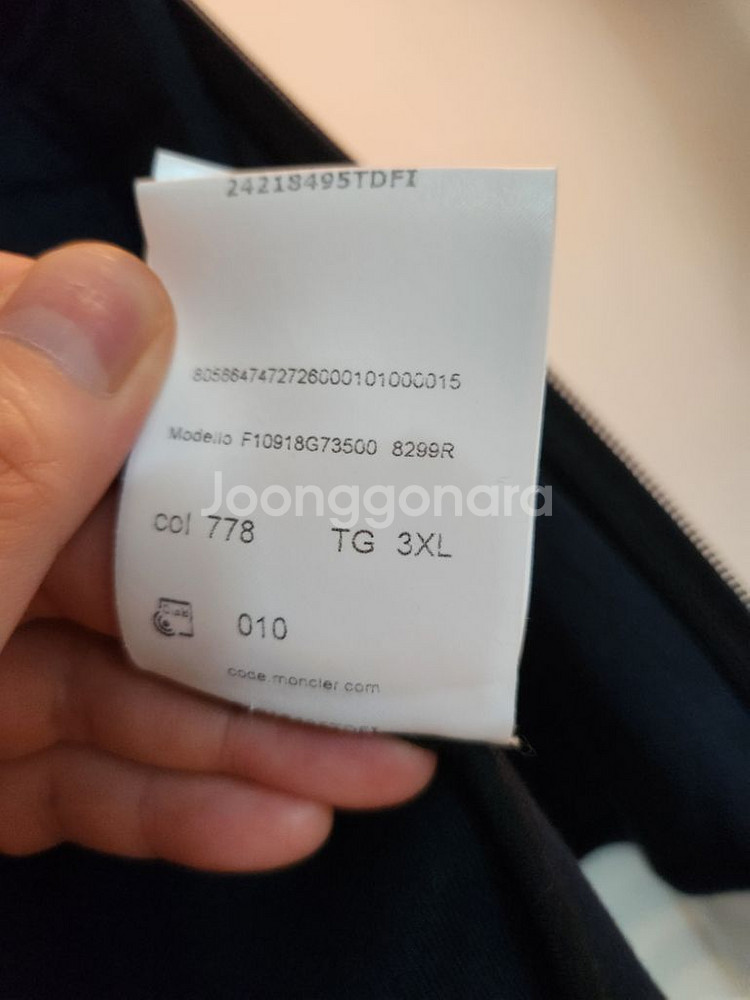 24218495TDFI
8056647472726000101000015
Modello F10918G73500 8299R
Joonggonara
col 778 TG 3XL
010
code.moncler.com